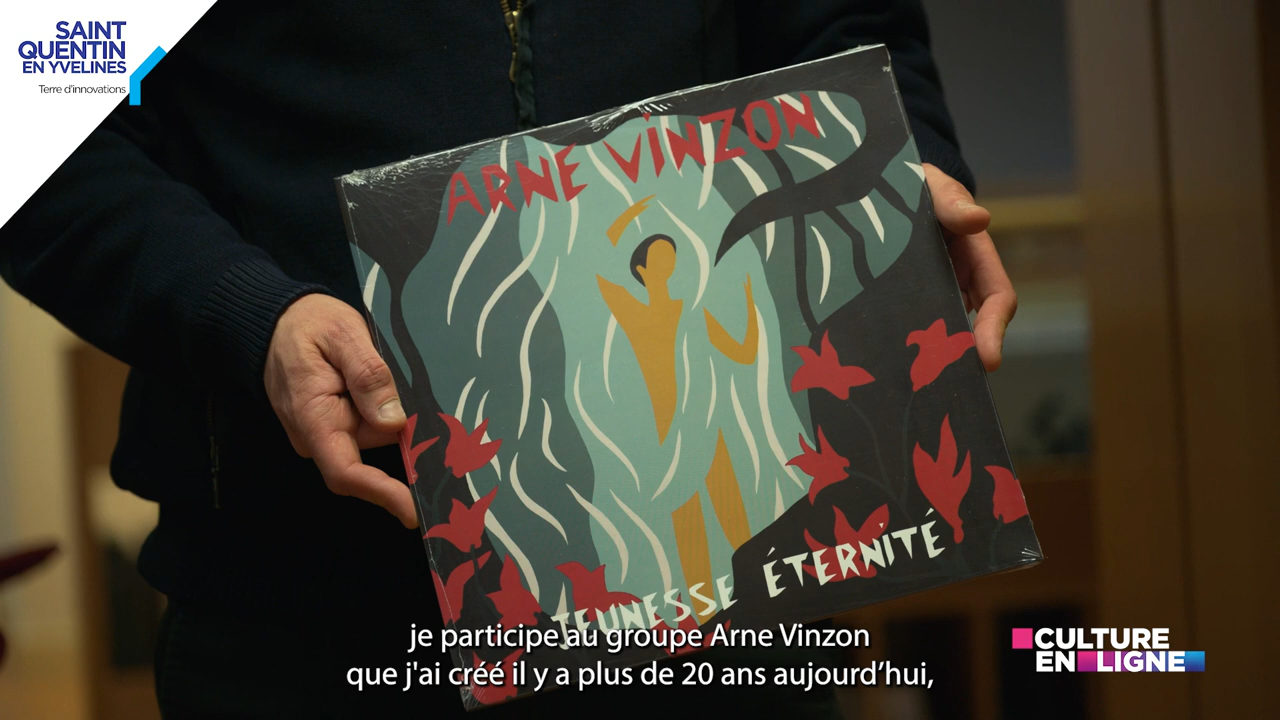 SAINT
QUENTIN
EN YVELINES
Terre d'innovations
ARNE VINZON
JEUNESSE ÉTERNITÉ
je participe au groupe Arne Vinzon
que j'ai créé il y a plus de 20 ans aujourd'hui,
CULTURE
EN LIGNE